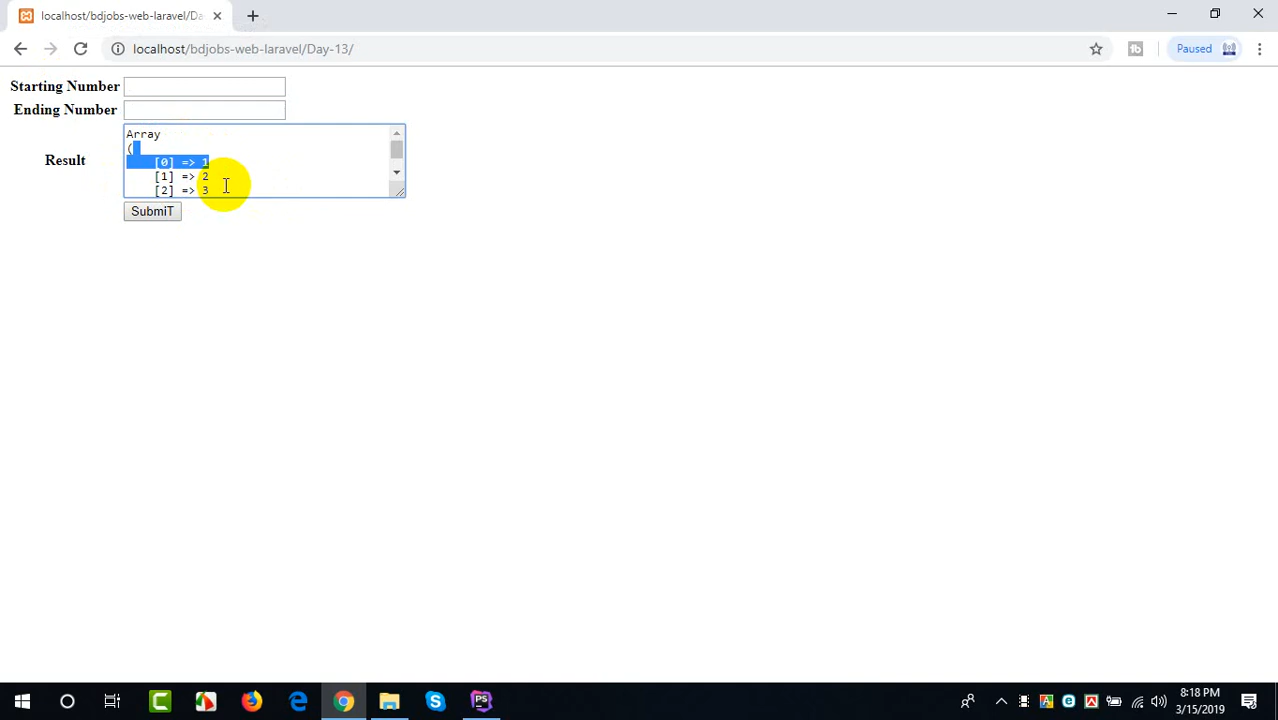 localhost/bdjobs-web-laravel/Da
localhost/bdjobs-web-laravel/Day-13/
Paused
Starting Number
Ending Number
Result
Array
(
[0] => 1
[1] => 2
[2] => 3
SubmiT
8:18 PM
3/15/2019